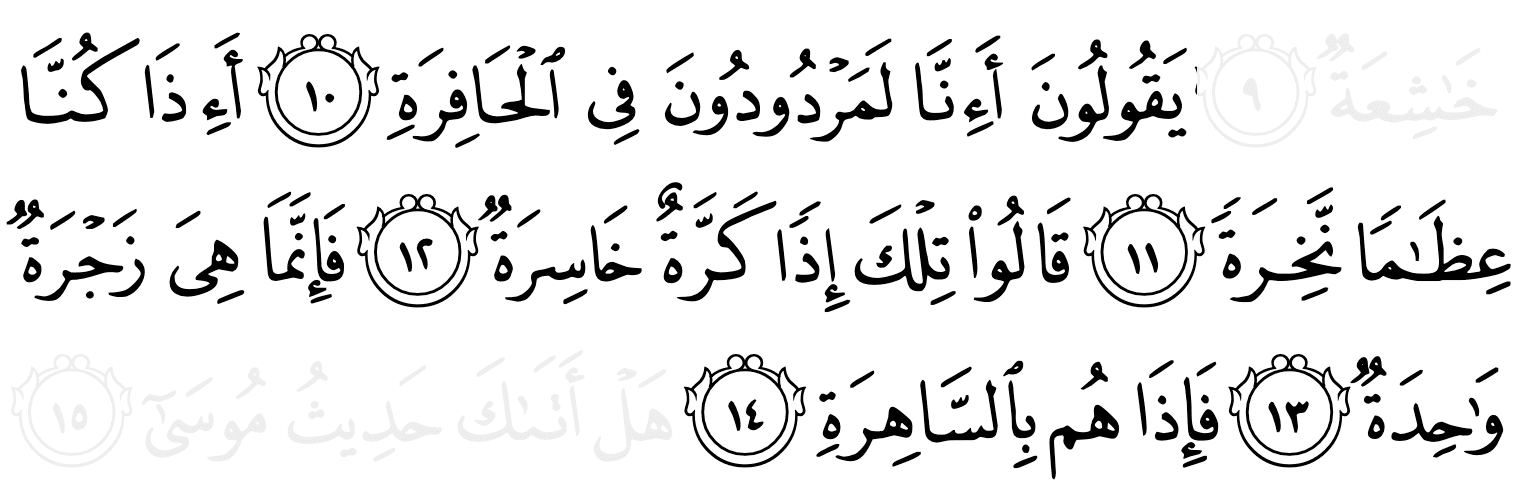 خَٰشِعَةٌ ٩ يَقُولُونَ أَءِنَّا لَمَرْدُودُونَ فِى ٱلْحَافِرَةِ ١٠ أَءِذَا كُنَّا
عِظَٰمًا نَّخِرَةً ١١ قَالُوا۟ تِلْكَ إِذًا كَرَّةٌ خَاسِرَةٌ ١٢ فَإِنَّمَا هِىَ زَجْرَةٌ
وَٰحِدَةٌ ١٣ فَإِذَا هُم بِٱلسَّاهِرَةِ ١٤ هَلْ أَتَىٰكَ حَدِيثُ مُوسَىٰٓ ١٥